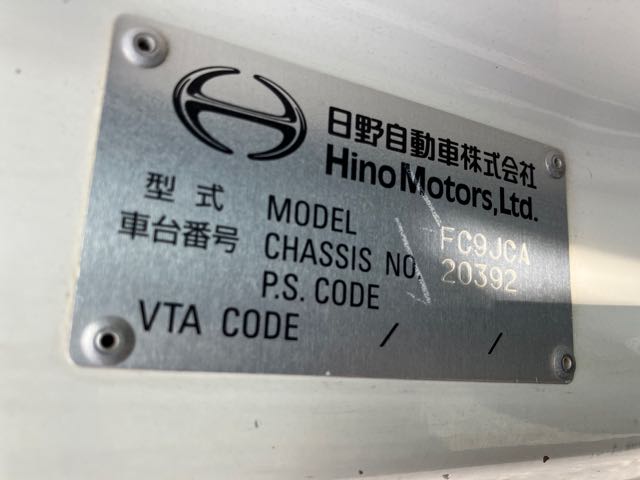 日野自動車株式会社
Hino Motors, Ltd.
型式 MODEL FC9JCA
車台番号 CHASSIS NO. 20392
P.S. CODE
VTA CODE / /